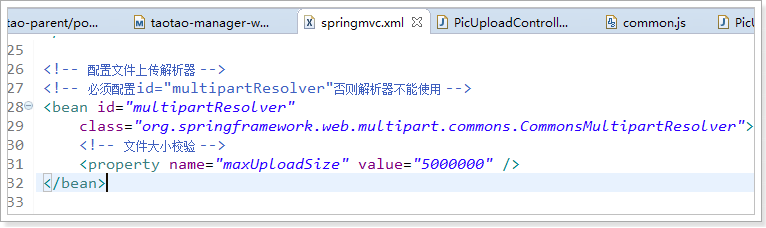 tao-parent/po... taotao-manager-w... springmvc.xml PicUploadControll... common.js
25
26 <!-- 配置文件上传解析器 -->
27 <!-- 必须配置id="multipartResolver"否则解析器不能使用 -->
28 <bean id="multipartResolver"
29 class="org.springframework.web.multipart.commons.CommonsMultipartResolver">
30 <!-- 文件大小校验 -->
31 <property name="maxUploadSize" value="5000000" />
32 </bean>
33